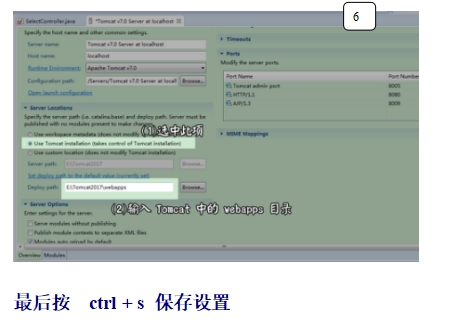 6
SelectController.java
*Tomcat v7.0 Server at localhost
Specify the host name and other common settings.
Server name:
Tomcat v7.0 Server at localhost
Host name:
localhost
Runtime Environment:
Apache Tomcat v7.0
Configuration path:
/Servers/Tomcat v7.0 Server at local
Browse...
Open launch configuration
Server Locations
Specify the server path (i.e. catalina.base) and deploy path. Server must be
published with no modules present to make changes.
Use workspace metadata (does not modify
(1)选中此项
Use Tomcat installation (takes control of Tomcat installation)
Use custom location (does not modify Tomcat installation)
Server path:
E:\Tomcat2017
Browse...
Set deploy path to the default value (currently set)
Deploy path:
E:\Tomcat2017\webapps
Browse...
(2)输入 Tomcat 中的 webapps 目录
Server Options
Enter settings for the server.
Serve modules without publishing
Publish module contexts to separate XML files
Modules auto reload by default
Overview
Modules
Timeouts
Ports
Modify the server ports.
Port Name
Port Number
Tomcat admin port
8005
HTTP/1.1
8080
AJP/1.3
8009
MIME Mappings
最后按 ctrl + s 保存设置